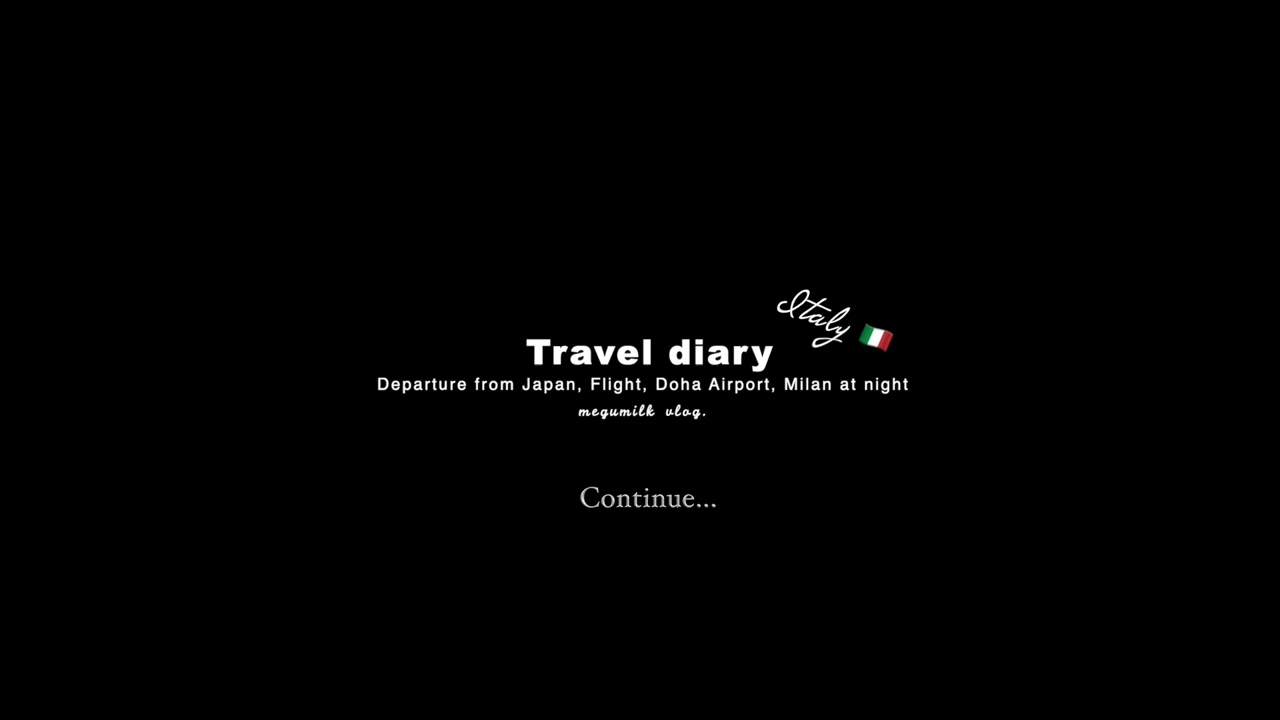 Italy 🇮🇹
Travel diary
Departure from Japan, Flight, Doha Airport, Milan at night
megumilk vlog.
Continue...